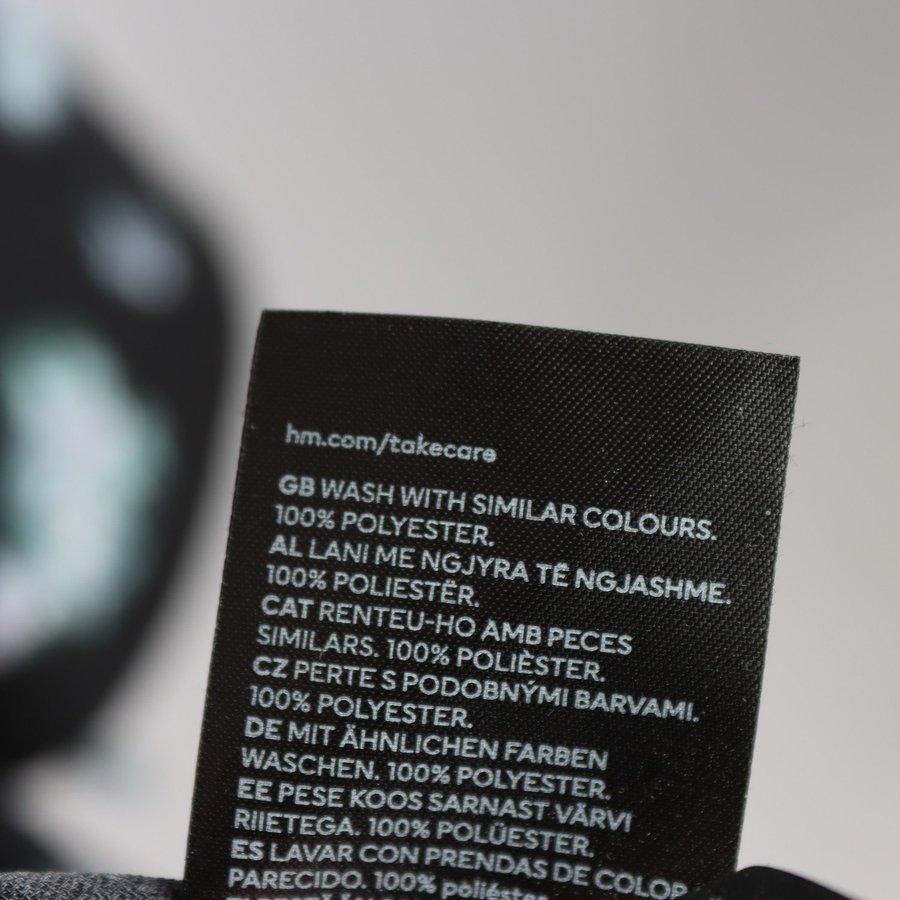 hm.com/takecare
GB WASH WITH SIMILAR COLOURS.
100% POLYESTER.
AL LANI ME NGJYRA TË NGJASHME.
100% POLIESTËR.
CAT RENTEU-HO AMB PECES
SIMILARS. 100% POLIÈSTER.
CZ PERTE S PODOBNÝMI BARVAMI.
100% POLYESTER.
DE MIT ÄHNLICHEN FARBEN
WASCHEN. 100% POLYESTER.
EE PESE KOOS SARNAST VÄRVI
RIIETEGA. 100% POLÜESTER.
ES LAVAR CON PRENDAS DE COLOR
PARECIDO. 100% poliéster